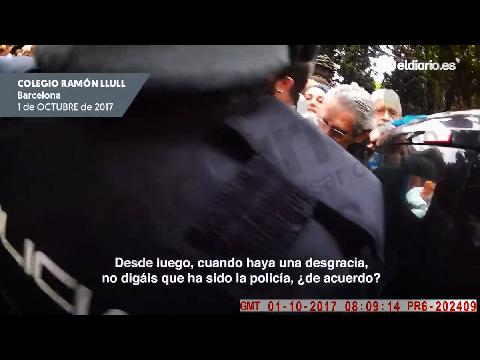 COLEGIO RAMÓN LLULL
Barcelona
1 de OCTUBRE de 2017
eldiario.es
Desde luego, cuando haya una desgracia,
no digáis que ha sido la policía, ¿de acuerdo?
GMT 01-10-2017 08:09:14 PR6-202409